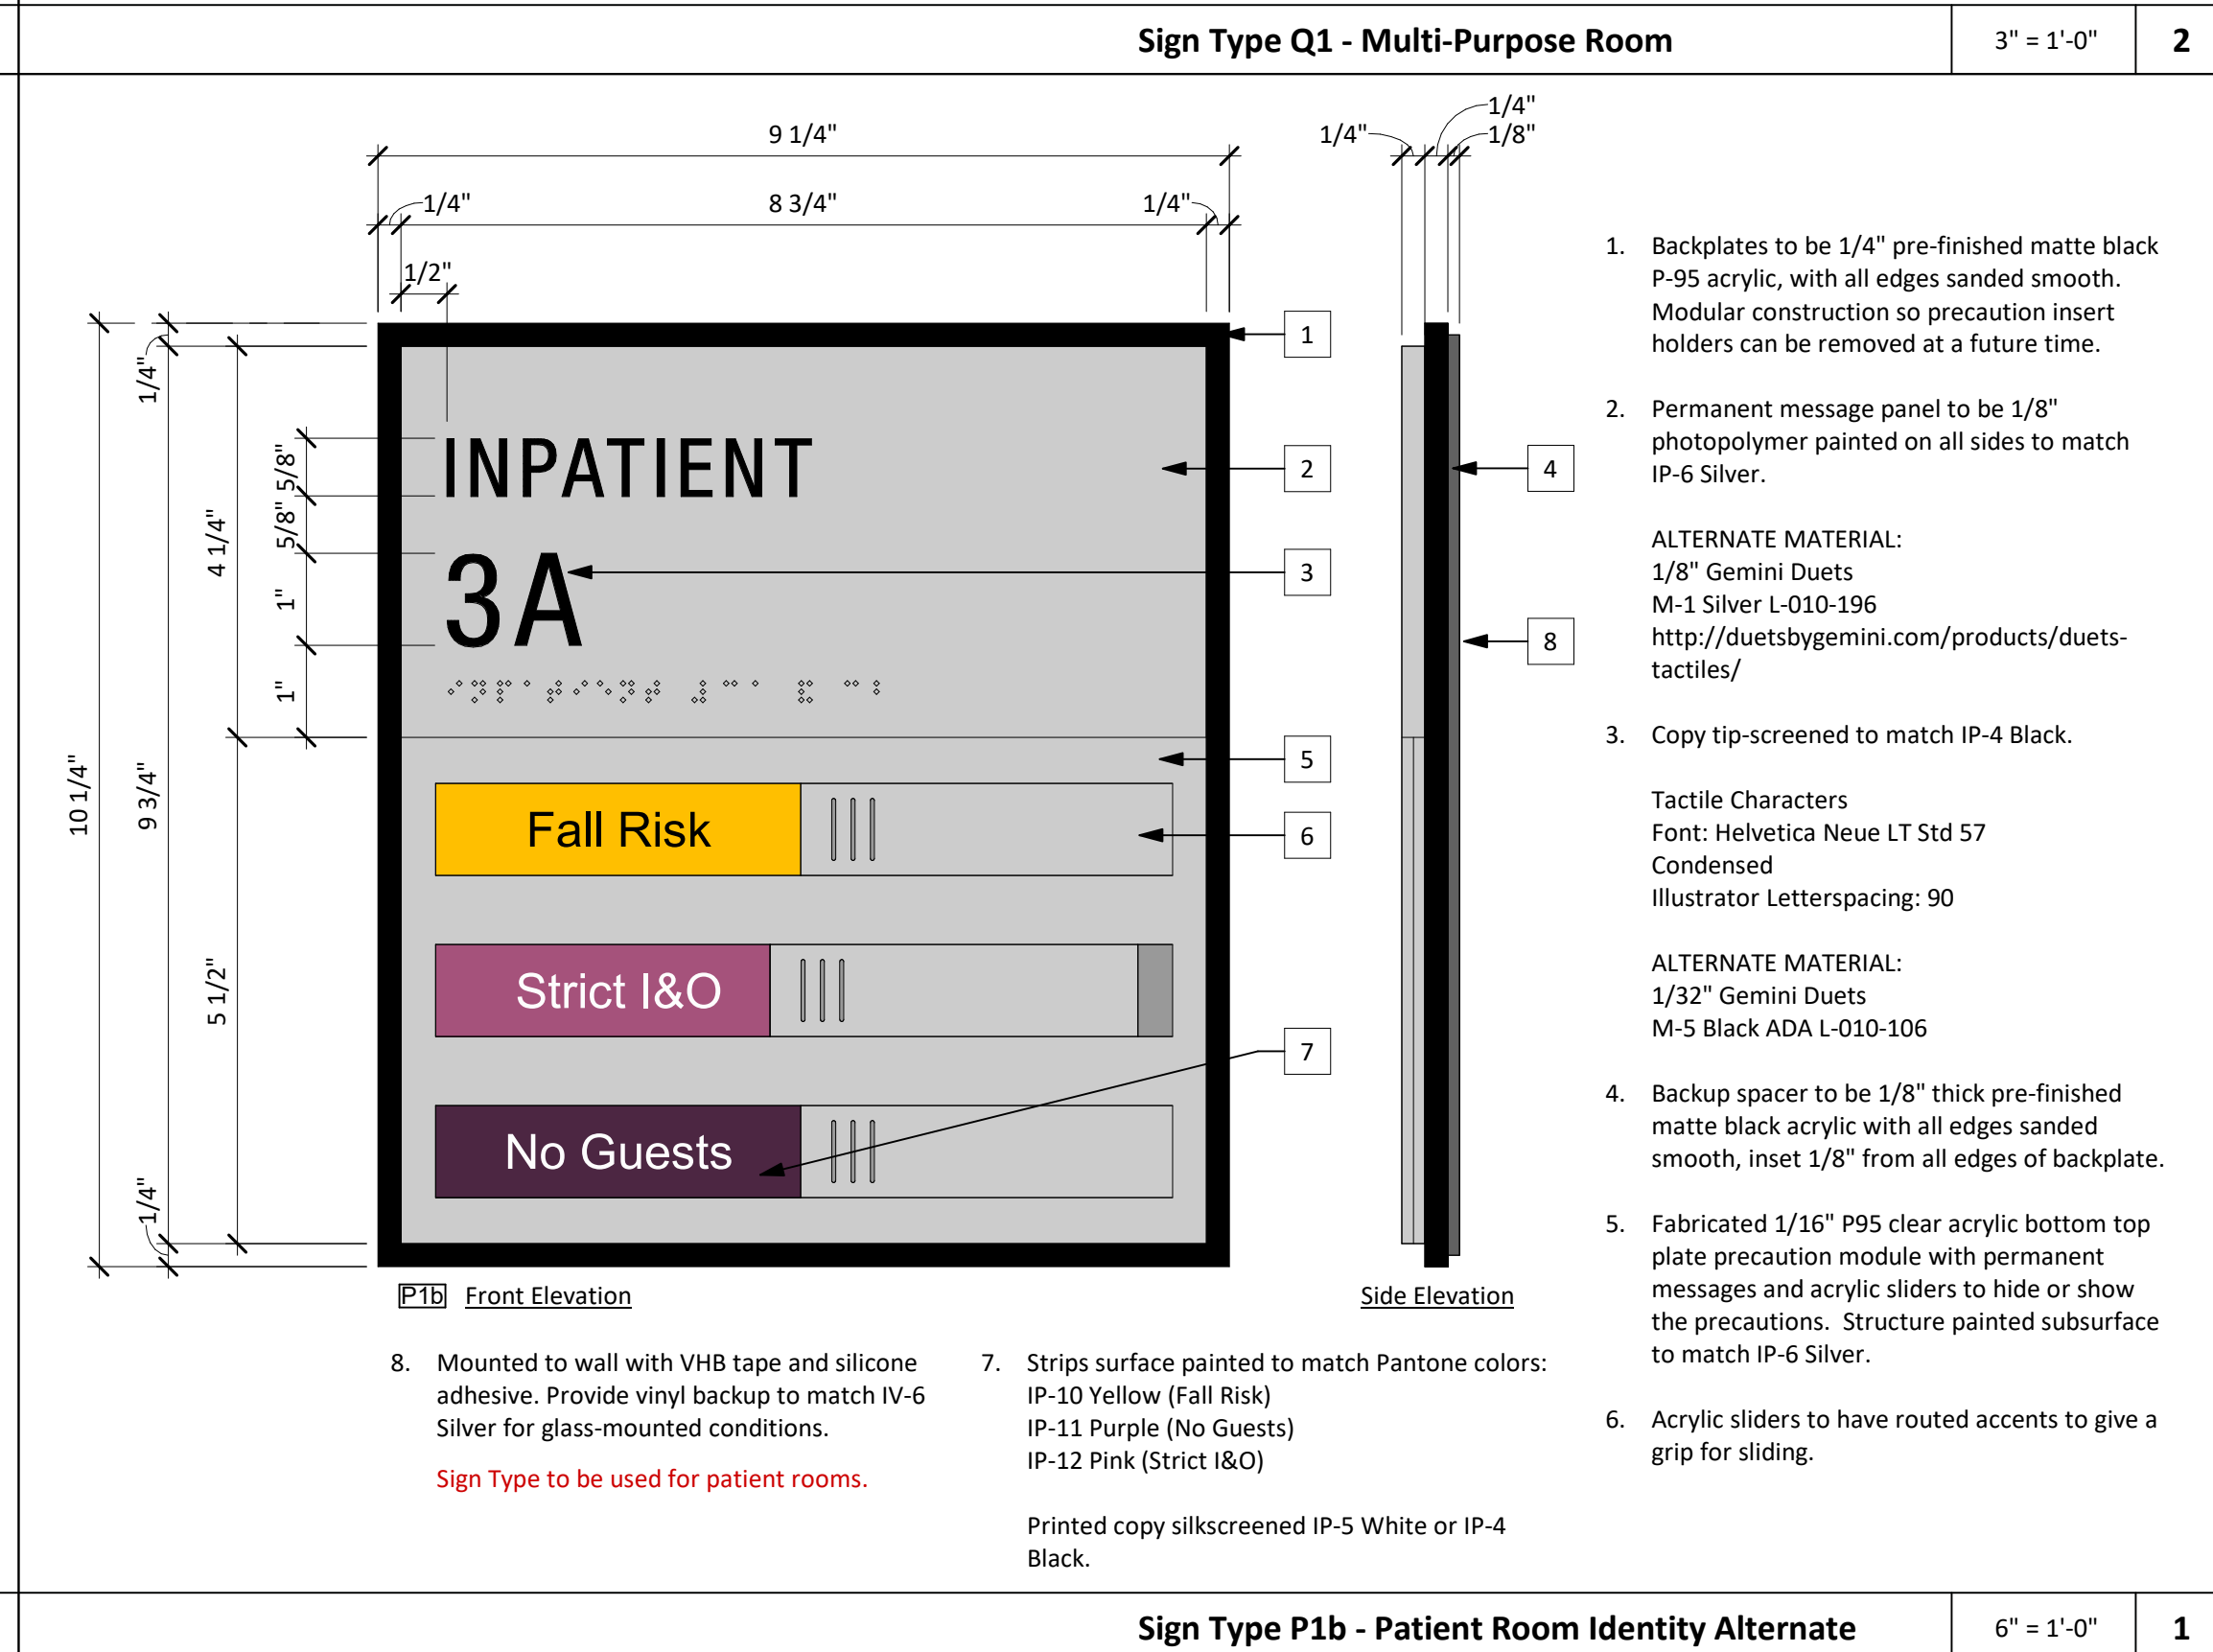 Sign Type Q1 - Multi-Purpose Room
3" = 1'-0"
2
9 1/4"
1/4"
8 3/4"
1/4"
1/2"
1/4"
1/4"
1/8"
10 1/4"
1/4"
9 3/4"
1/4"
4 1/4"
5 1/2"
5/8"
5/8"
1"
1"
INPATIENT
3A
⠊⠝⠏⠁⠞⠊⠑⠝⠞ ⠼⠉⠁
Fall Risk
Strict I&O
No Guests
1
2
3
5
6
7
4
8
P1b
Front Elevation
Side Elevation
1. Backplates to be 1/4" pre-finished matte black
P-95 acrylic, with all edges sanded smooth.
Modular construction so precaution insert
holders can be removed at a future time.
2. Permanent message panel to be 1/8"
photopolymer painted on all sides to match
IP-6 Silver.
ALTERNATE MATERIAL:
1/8" Gemini Duets
M-1 Silver L-010-196
http://duetsbygemini.com/products/duets-
tactiles/
3. Copy tip-screened to match IP-4 Black.
Tactile Characters
Font: Helvetica Neue LT Std 57
Condensed
Illustrator Letterspacing: 90
ALTERNATE MATERIAL:
1/32" Gemini Duets
M-5 Black ADA L-010-106
4. Backup spacer to be 1/8" thick pre-finished
matte black acrylic with all edges sanded
smooth, inset 1/8" from all edges of backplate.
5. Fabricated 1/16" P95 clear acrylic bottom top
plate precaution module with permanent
messages and acrylic sliders to hide or show
the precautions. Structure painted subsurface
to match IP-6 Silver.
6. Acrylic sliders to have routed accents to give a
grip for sliding.
7. Strips surface painted to match Pantone colors:
IP-10 Yellow (Fall Risk)
IP-11 Purple (No Guests)
IP-12 Pink (Strict I&O)
Printed copy silkscreened IP-5 White or IP-4
Black.
8. Mounted to wall with VHB tape and silicone
adhesive. Provide vinyl backup to match IV-6
Silver for glass-mounted conditions.
Sign Type to be used for patient rooms.
Sign Type P1b - Patient Room Identity Alternate
6" = 1'-0"
1